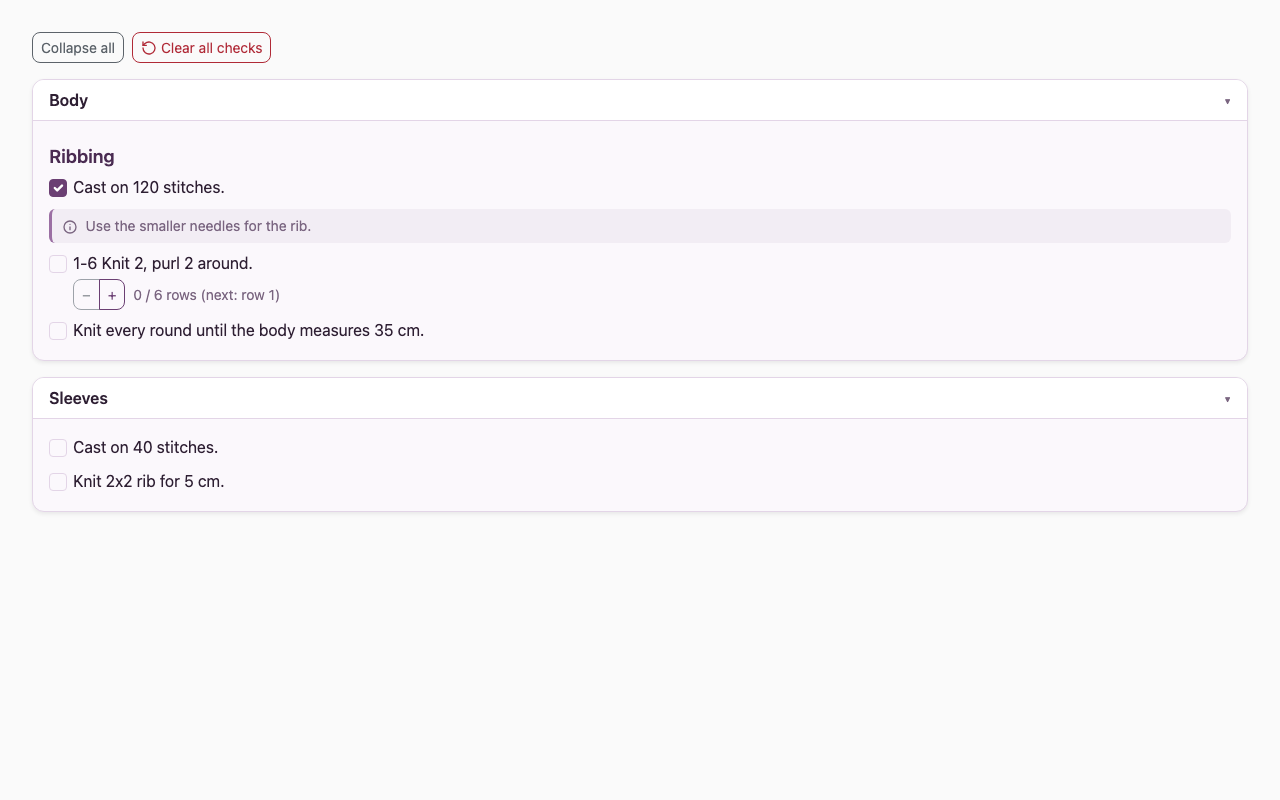 Collapse all
Clear all checks
Body
Ribbing
Cast on 120 stitches.
Use the smaller needles for the rib.
1-6 Knit 2, purl 2 around.
− + 0 / 6 rows (next: row 1)
Knit every round until the body measures 35 cm.
Sleeves
Cast on 40 stitches.
Knit 2x2 rib for 5 cm.